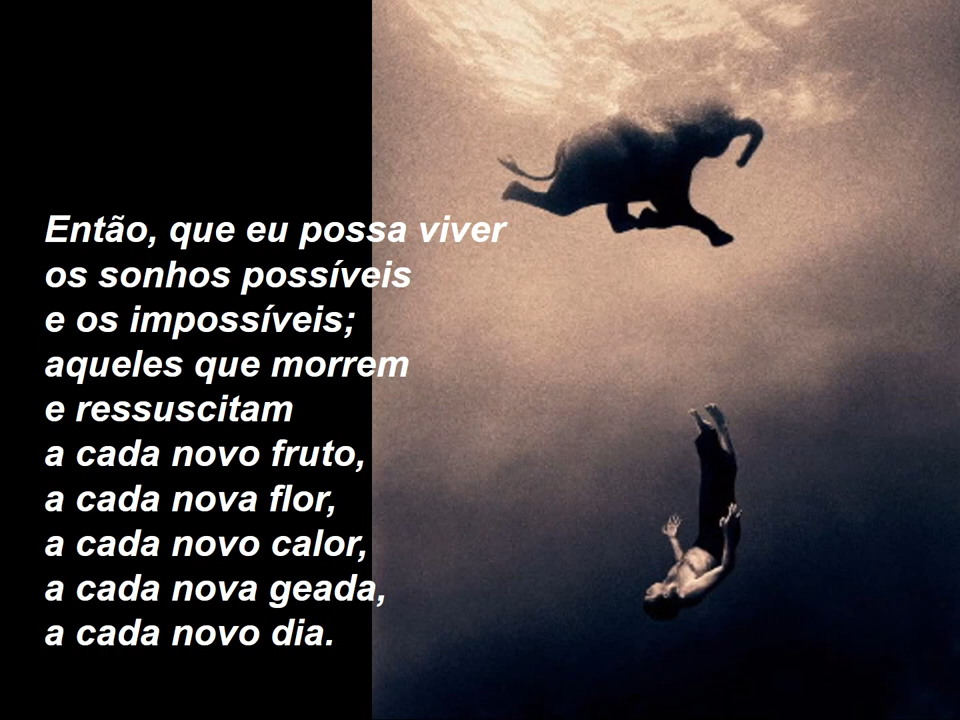 Então, que eu possa viver
os sonhos possíveis
e os impossíveis;
aqueles que morrem
e ressuscitam
a cada novo fruto,
a cada nova flor,
a cada novo calor,
a cada nova geada,
a cada novo dia.